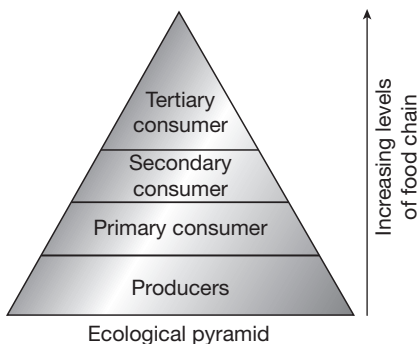 Tertiary
consumer
Secondary
consumer
Primary consumer
Producers
Ecological pyramid
Increasing levels
of food chain